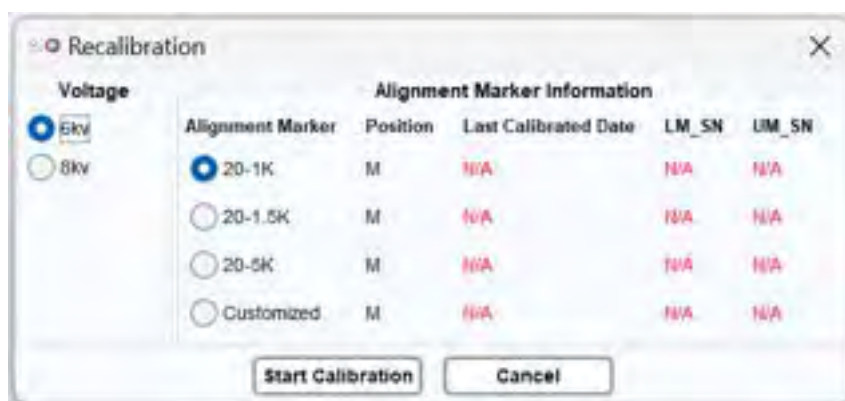 Recalibration
Voltage Alignment Marker Information
6kv Alignment Marker Position Last Calibrated Date LM_SN UM_SN
8kv 20-1K M N/A N/A N/A
20-1.5K M N/A N/A N/A
20-5K M N/A N/A N/A
Customized M N/A N/A N/A
Start Calibration Cancel